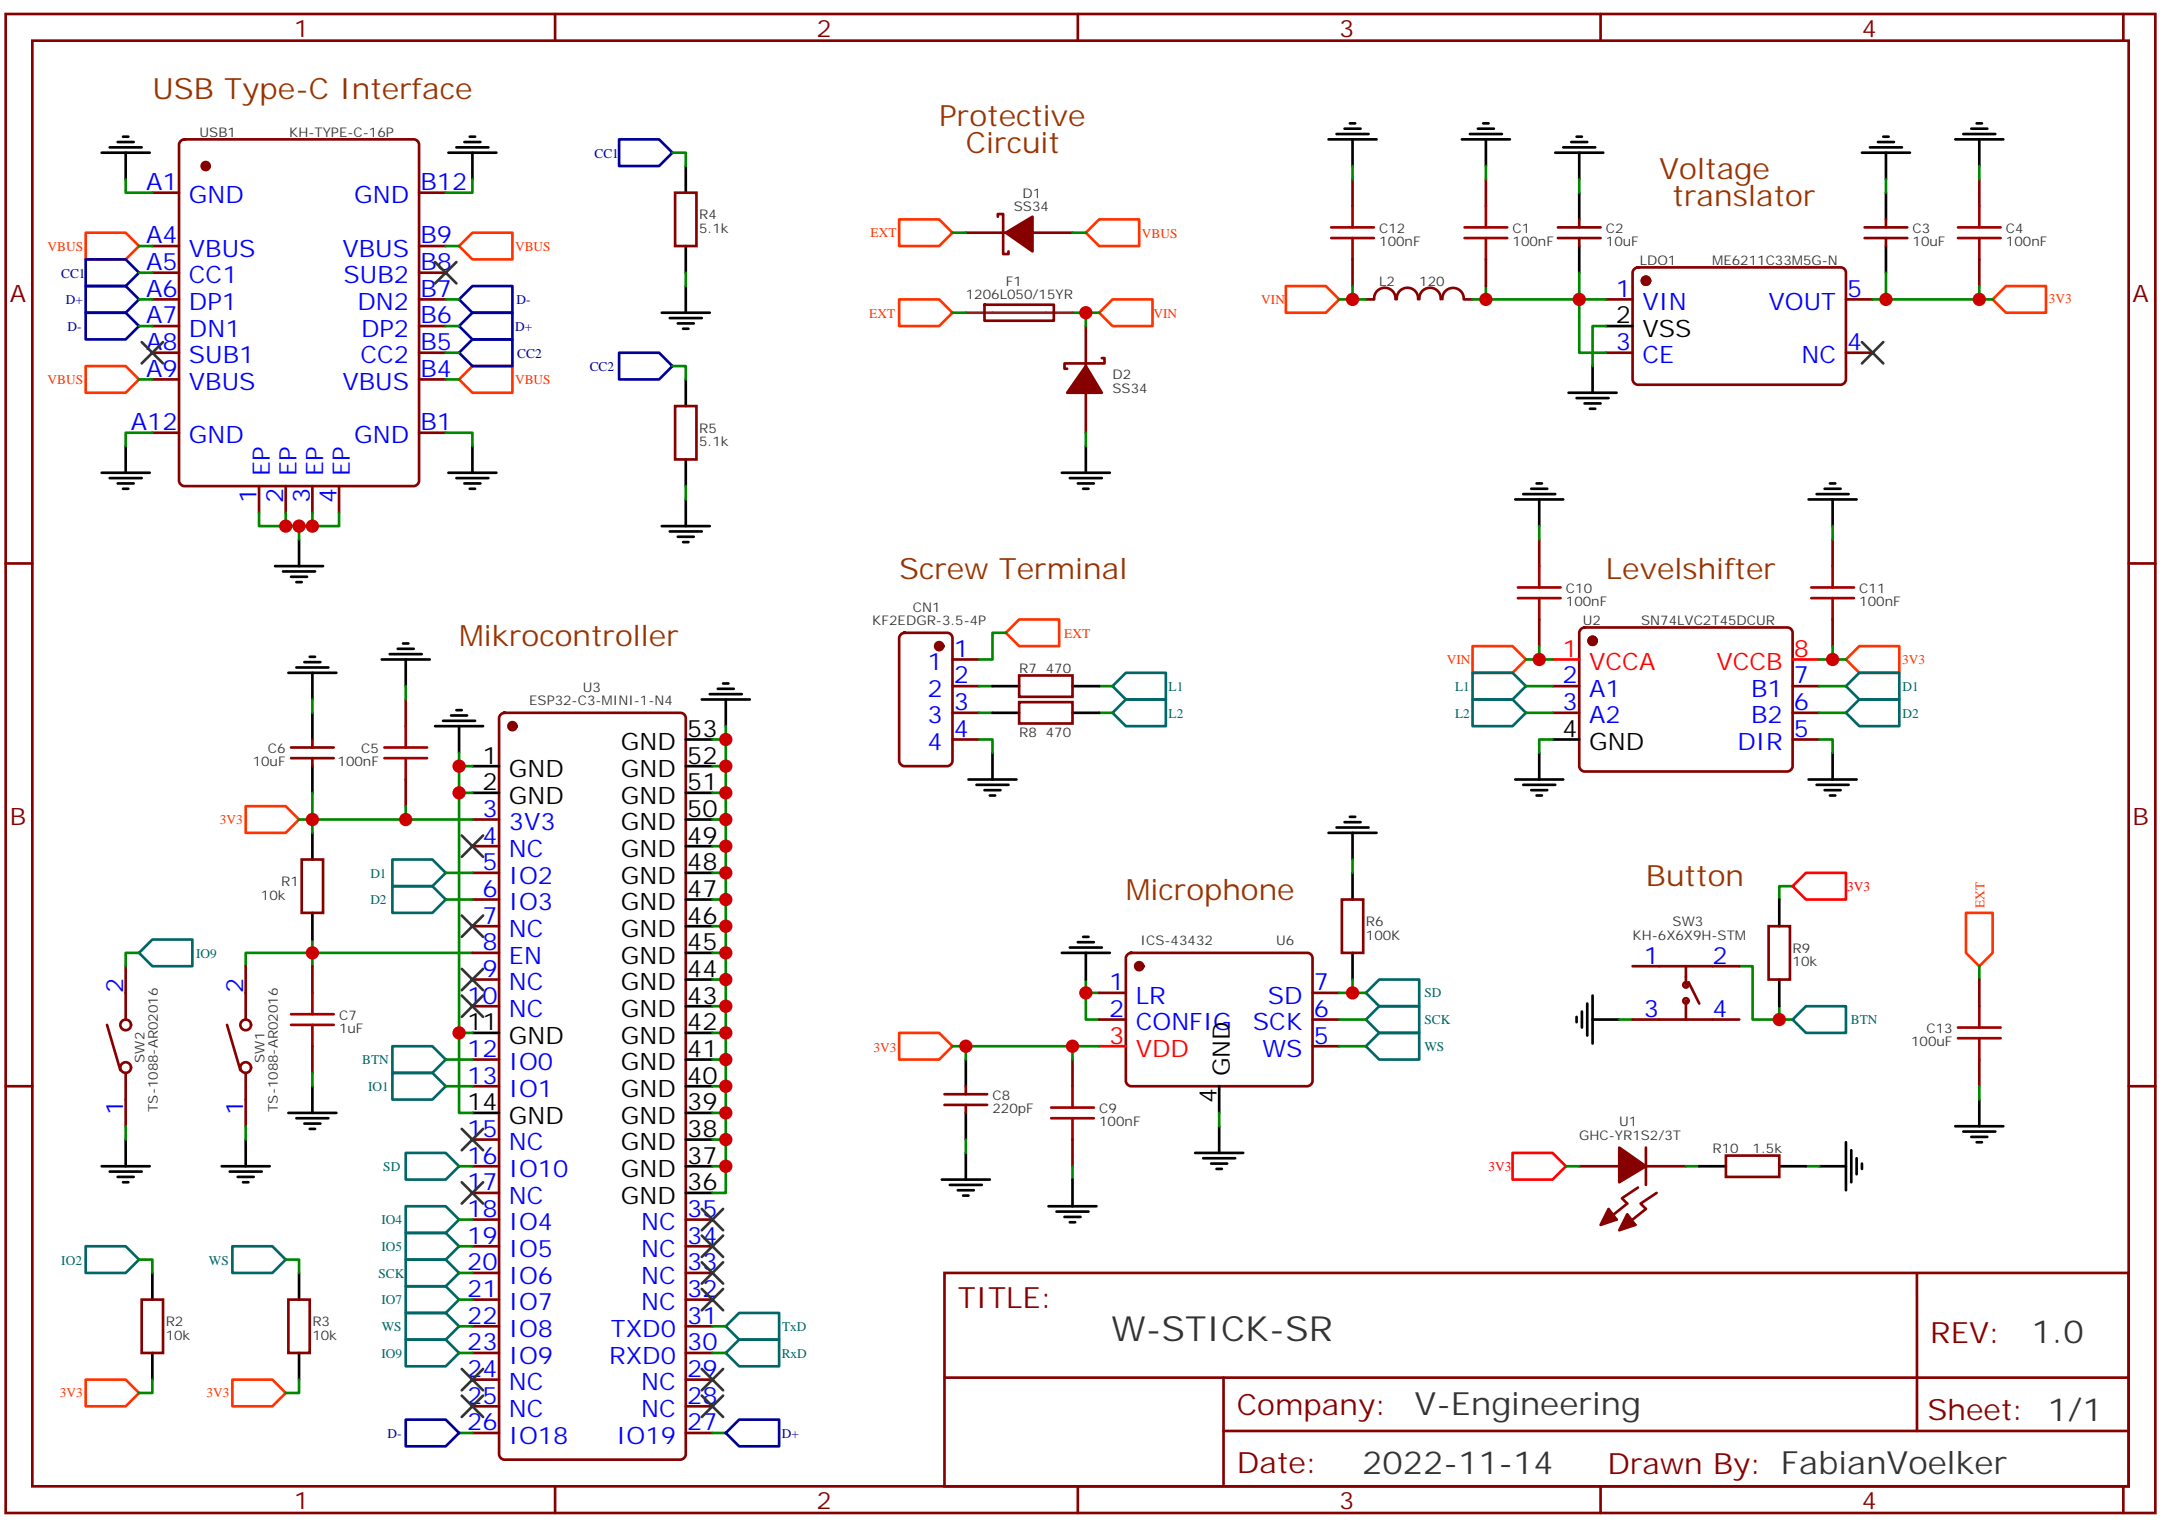 1 2 3 4
A A
B B
1 2 3 4
USB Type-C Interface
USB1 KH-TYPE-C-16P
A1 GND GND B12
VBUS A4 VBUS VBUS B9 VBUS
CC1 A5 CC1 SUB2 B8
D+ A6 DP1 DN2 B7 D-
D- A7 DN1 DP2 B6 D+
A8 SUB1 CC2 B5 CC2
VBUS A9 VBUS VBUS B4 VBUS
A12 GND GND B1
EP EP EP EP
1 2 3 4
CC1
R4
5.1k
CC2
R5
5.1k
Protective
Circuit
D1
SS34
EXT VBUS
F1
1206L050/15YR
EXT VIN
D2
SS34
Voltage
translator
C12
100nF
C1
100nF
C2
10uF
C3
10uF
C4
100nF
LDO1 ME6211C33M5G-N
VIN L2 120 1 VIN VOUT 5 3V3
2 VSS
3 CE NC 4
Screw Terminal
CN1
KF2EDGR-3.5-4P
1 1 EXT
2 2 R7 470 L1
3 3 R8 470 L2
4 4
Levelshifter
C10
100nF
C11
100nF
U2 SN74LVC2T45DCUR
VIN 1 VCCA VCCB 8 3V3
L1 2 A1 B1 7 D1
L2 3 A2 B2 6 D2
4 GND DIR 5
Mikrocontroller
U3
ESP32-C3-MINI-1-N4
C6
10uF
C5
100nF
3V3
R1
10k
C7
1uF
IO9
2 1
SW2
TS-1088-AR02016
2 1
SW1
TS-1088-AR02016
GND 53
1 GND GND 52
2 GND GND 51
3 3V3 GND 50
4 NC GND 49
D1 5 IO2 GND 48
D2 6 IO3 GND 47
7 NC GND 46
8 EN GND 45
9 NC GND 44
10 NC GND 43
11 GND GND 42
BTN 12 IO0 GND 41
IO1 13 IO1 GND 40
14 GND GND 39
15 NC GND 38
SD 16 IO10 GND 37
17 NC GND 36
IO4 18 IO4 NC 35
IO5 19 IO5 NC 34
SCK 20 IO6 NC 33
IO7 21 IO7 NC 32
WS 22 IO8 TXD0 31 TxD
IO9 23 IO9 RXD0 30 RxD
24 NC NC 29
25 NC NC 28
D- 26 IO18 IO19 27 D+
IO2
R2
10k
3V3
WS
R3
10k
3V3
Microphone
R6
100K
ICS-43432 U6
1 LR SD 7 SD
2 CONFIG SCK 6 SCK
3V3 3 VDD WS 5 WS
GND
4
C8
220pF
C9
100nF
Button
3V3
SW3
KH-6X6X9H-STM
1 2
3 4
R9
10k
BTN
EXT
C13
100uF
U1
GHC-YR1S2/3T
3V3
R10 1.5k
TITLE:
W-STICK-SR
REV: 1.0
Company: V-Engineering
Sheet: 1/1
Date: 2022-11-14 Drawn By: FabianVoelker